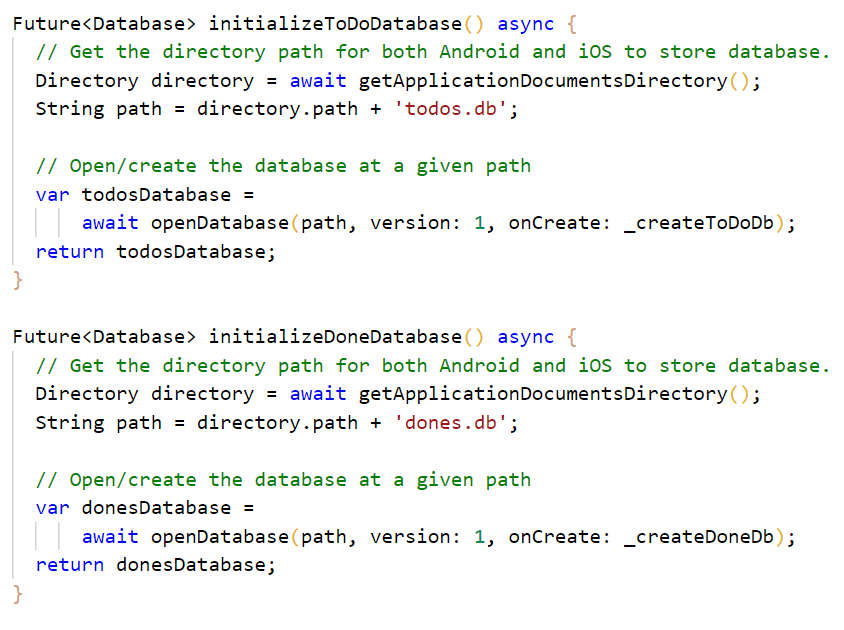 Future<Database> initializeToDoDatabase() async {
  // Get the directory path for both Android and iOS to store database.
  Directory directory = await getApplicationDocumentsDirectory();
  String path = directory.path + 'todos.db';

  // Open/create the database at a given path
  var todosDatabase =
      await openDatabase(path, version: 1, onCreate: _createToDoDb);
  return todosDatabase;
}

Future<Database> initializeDoneDatabase() async {
  // Get the directory path for both Android and iOS to store database.
  Directory directory = await getApplicationDocumentsDirectory();
  String path = directory.path + 'dones.db';

  // Open/create the database at a given path
  var donesDatabase =
      await openDatabase(path, version: 1, onCreate: _createDoneDb);
  return donesDatabase;
}